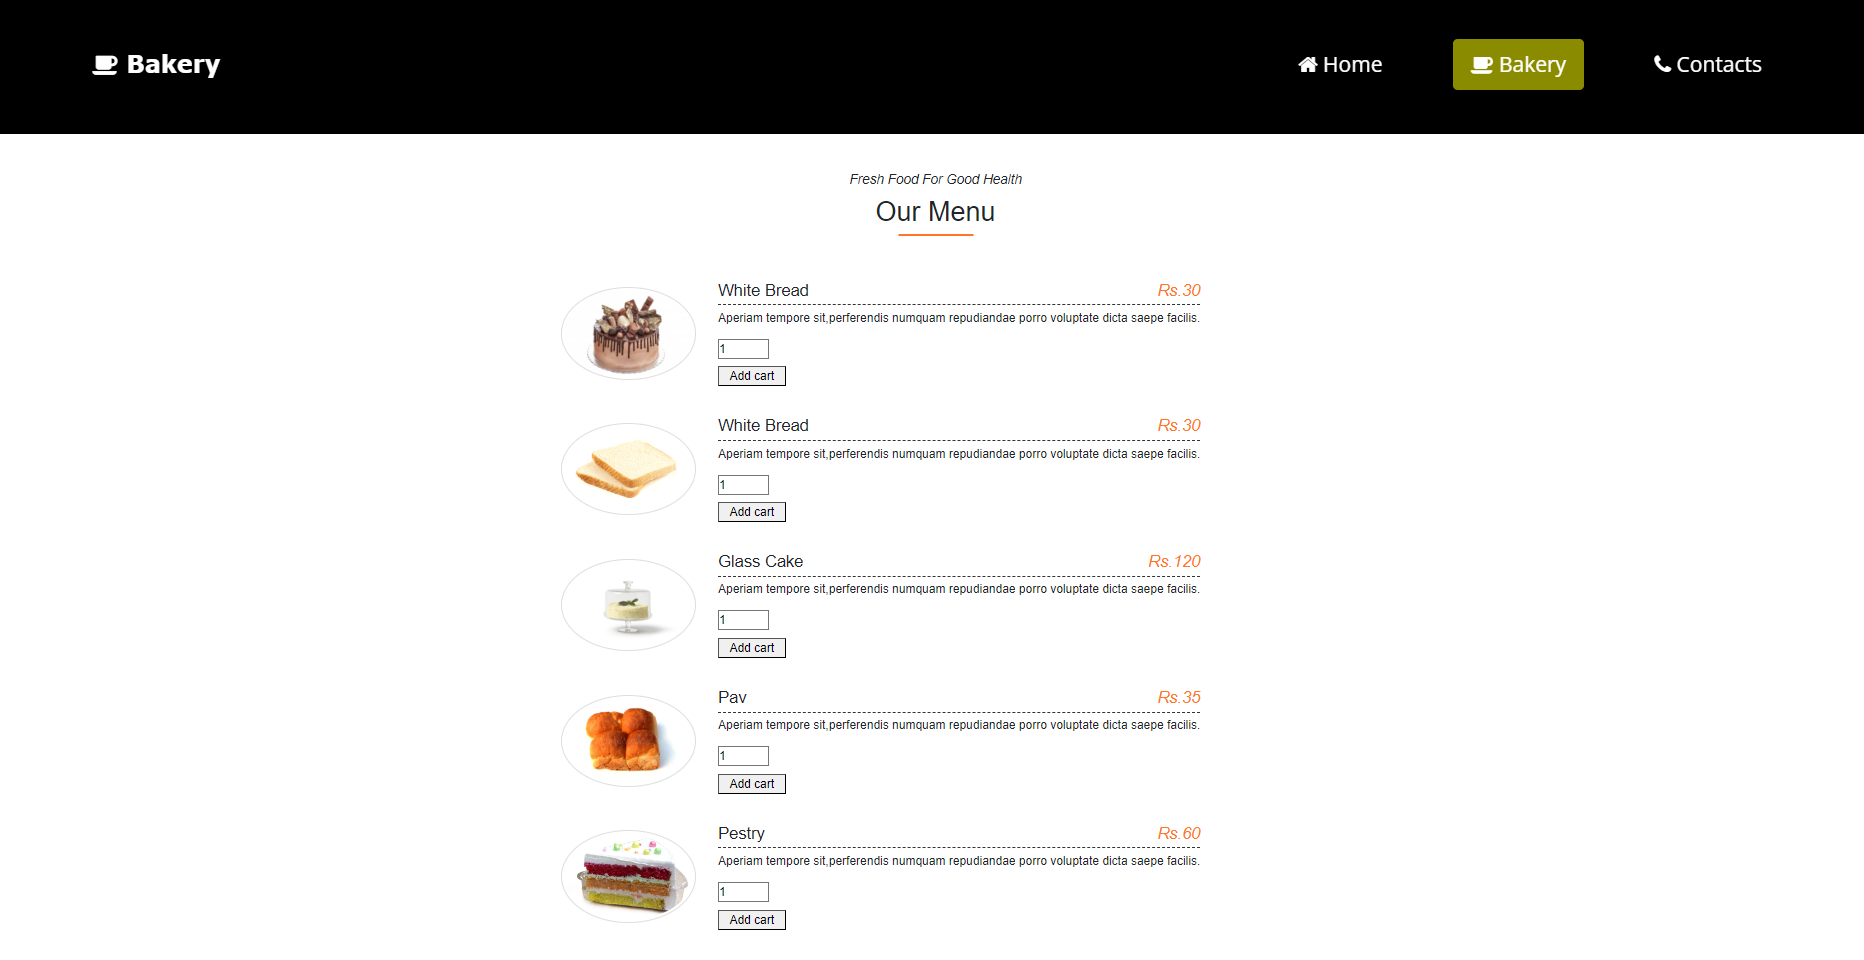 Bakery
Home
Bakery
Contacts
Fresh Food For Good Health
Our Menu
White Bread Rs.30
Aperiam tempore sit,perferendis numquam repudiandae porro voluptate dicta saepe facilis.
1
Add cart
White Bread Rs.30
Aperiam tempore sit,perferendis numquam repudiandae porro voluptate dicta saepe facilis.
1
Add cart
Glass Cake Rs.120
Aperiam tempore sit,perferendis numquam repudiandae porro voluptate dicta saepe facilis.
1
Add cart
Pav Rs.35
Aperiam tempore sit,perferendis numquam repudiandae porro voluptate dicta saepe facilis.
1
Add cart
Pestry Rs.60
Aperiam tempore sit,perferendis numquam repudiandae porro voluptate dicta saepe facilis.
1
Add cart